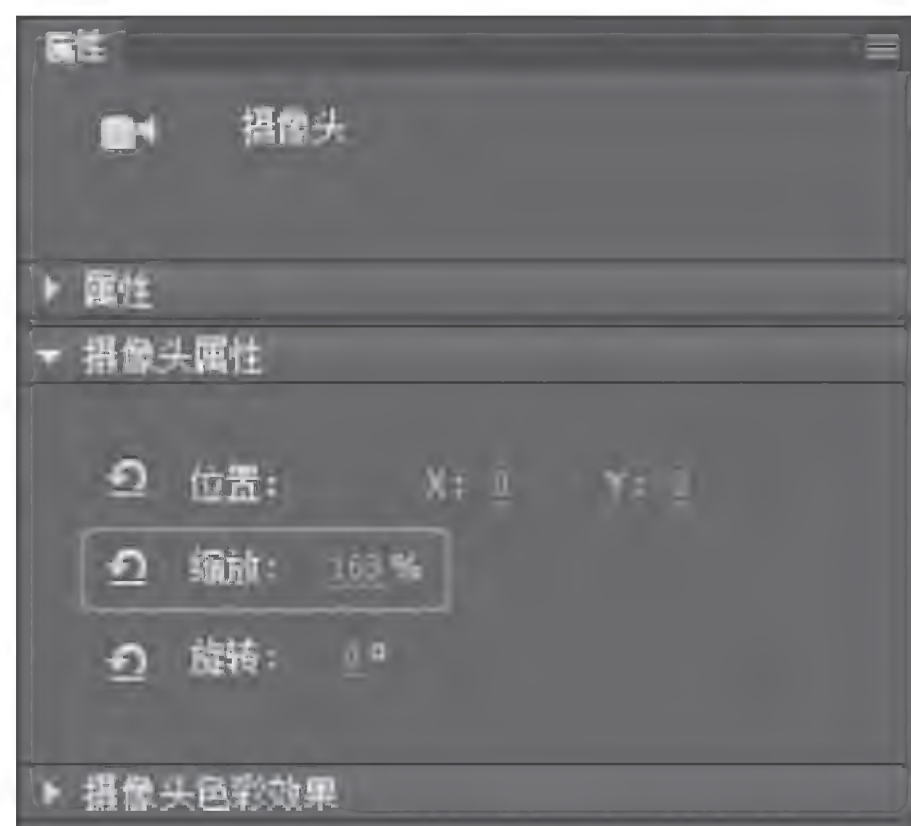 属性
摄像头
属性
摄像头属性
位置: X: 0 Y: 0
缩放: 163 %
旋转: 0 °
摄像头色彩效果